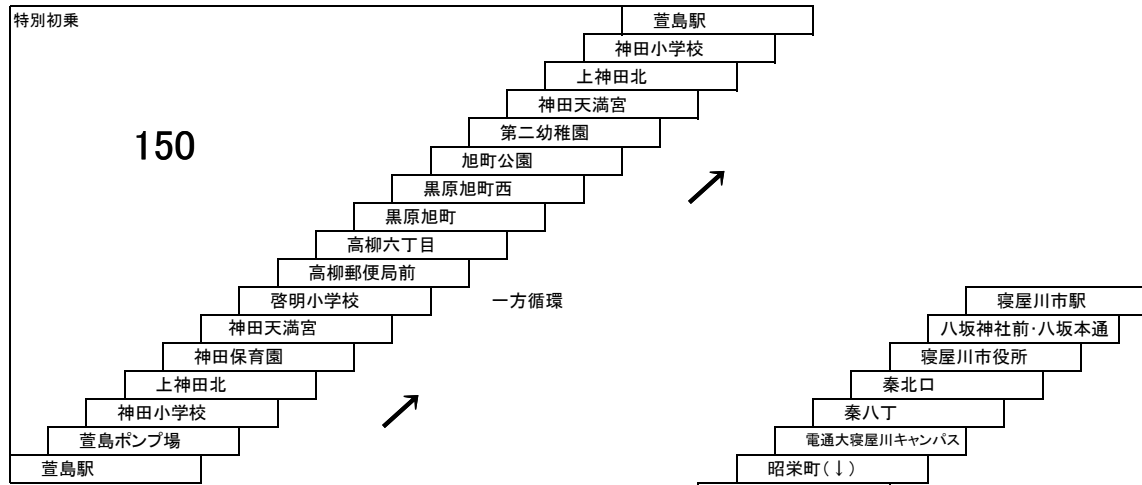 特別初乗
萱島駅
神田小学校
上神田北
神田天満宮
150
第二幼稚園
旭町公園
黒原旭町西
黒原旭町
高柳六丁目
高柳郵便局前
啓明小学校
一方循環
寝屋川市駅
神田天満宮
八坂神社前・八坂本通
神田保育園
寝屋川市役所
上神田北
秦北口
神田小学校
秦八丁
萱島ポンプ場
電通大寝屋川キャンパス
萱島駅
昭栄町(↓)